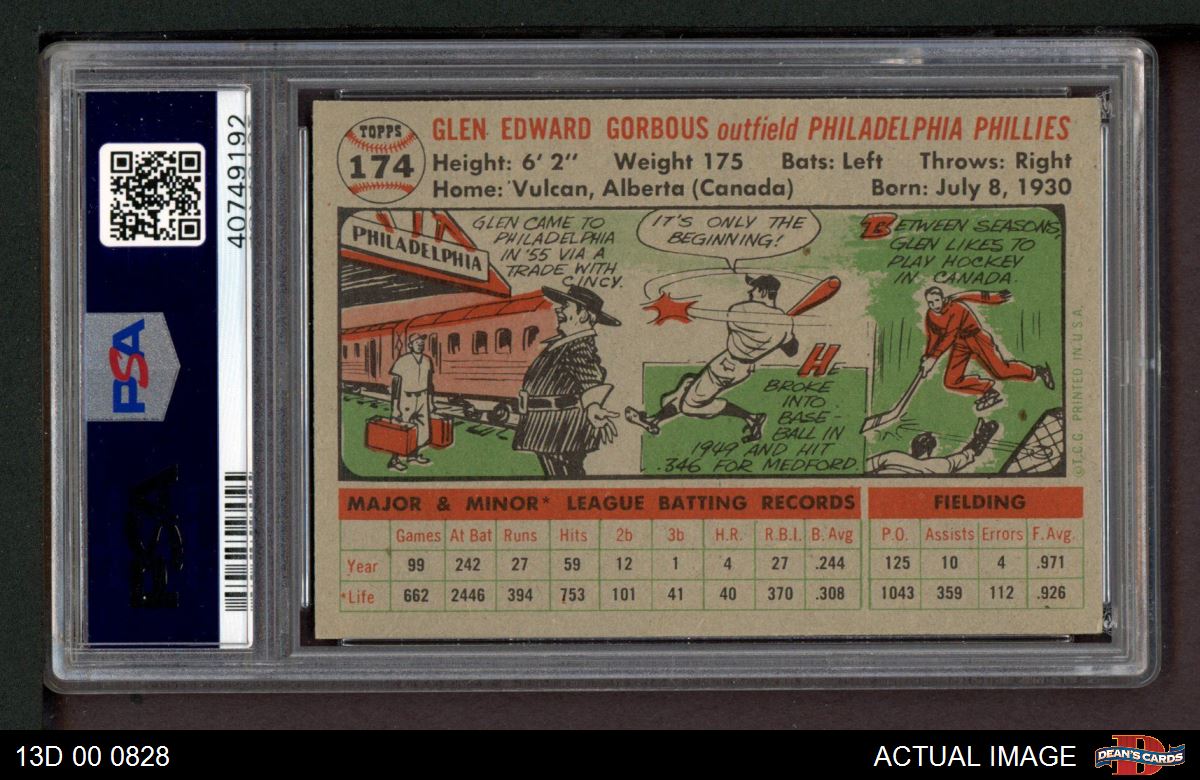 40749192
PSA
PSA
TOPPS
174
GLEN EDWARD GORBOUS outfield PHILADELPHIA PHILLIES
Height: 6' 2" Weight 175 Bats: Left Throws: Right
Home: Vulcan, Alberta (Canada) Born: July 8, 1930
PHILADELPHIA
GLEN CAME TO
PHILADELPHIA
IN '55 VIA A
TRADE WITH
CINCY.
IT'S ONLY THE
BEGINNING!
HE
BROKE
INTO
BASE-
BALL IN
1949 AND HIT
.346 FOR MEDFORD.
BETWEEN SEASONS,
GLEN LIKES TO
PLAY HOCKEY
IN CANADA.
©T.C.G. PRINTED IN U.S.A.
MAJOR & MINOR* LEAGUE BATTING RECORDS FIELDING
Games At Bat Runs Hits 2b 3b H.R. R.B.I. B. Avg P.O. Assists Errors F. Avg.
Year 99 242 27 59 12 1 4 27 .244 125 10 4 .971
*Life 662 2446 394 753 101 41 40 370 .308 1043 359 112 .926
13D 00 0828
ACTUAL IMAGE
D
DEAN'S CARDS